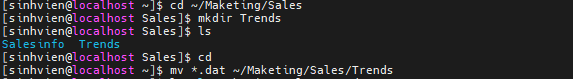 [sinhvien@localhost ~]$ cd ~/Maketing/Sales
[sinhvien@localhost Sales]$ mkdir Trends
[sinhvien@localhost Sales]$ ls
Salesinfo  Trends
[sinhvien@localhost Sales]$ cd
[sinhvien@localhost ~]$ mv *.dat ~/Maketing/Sales/Trends